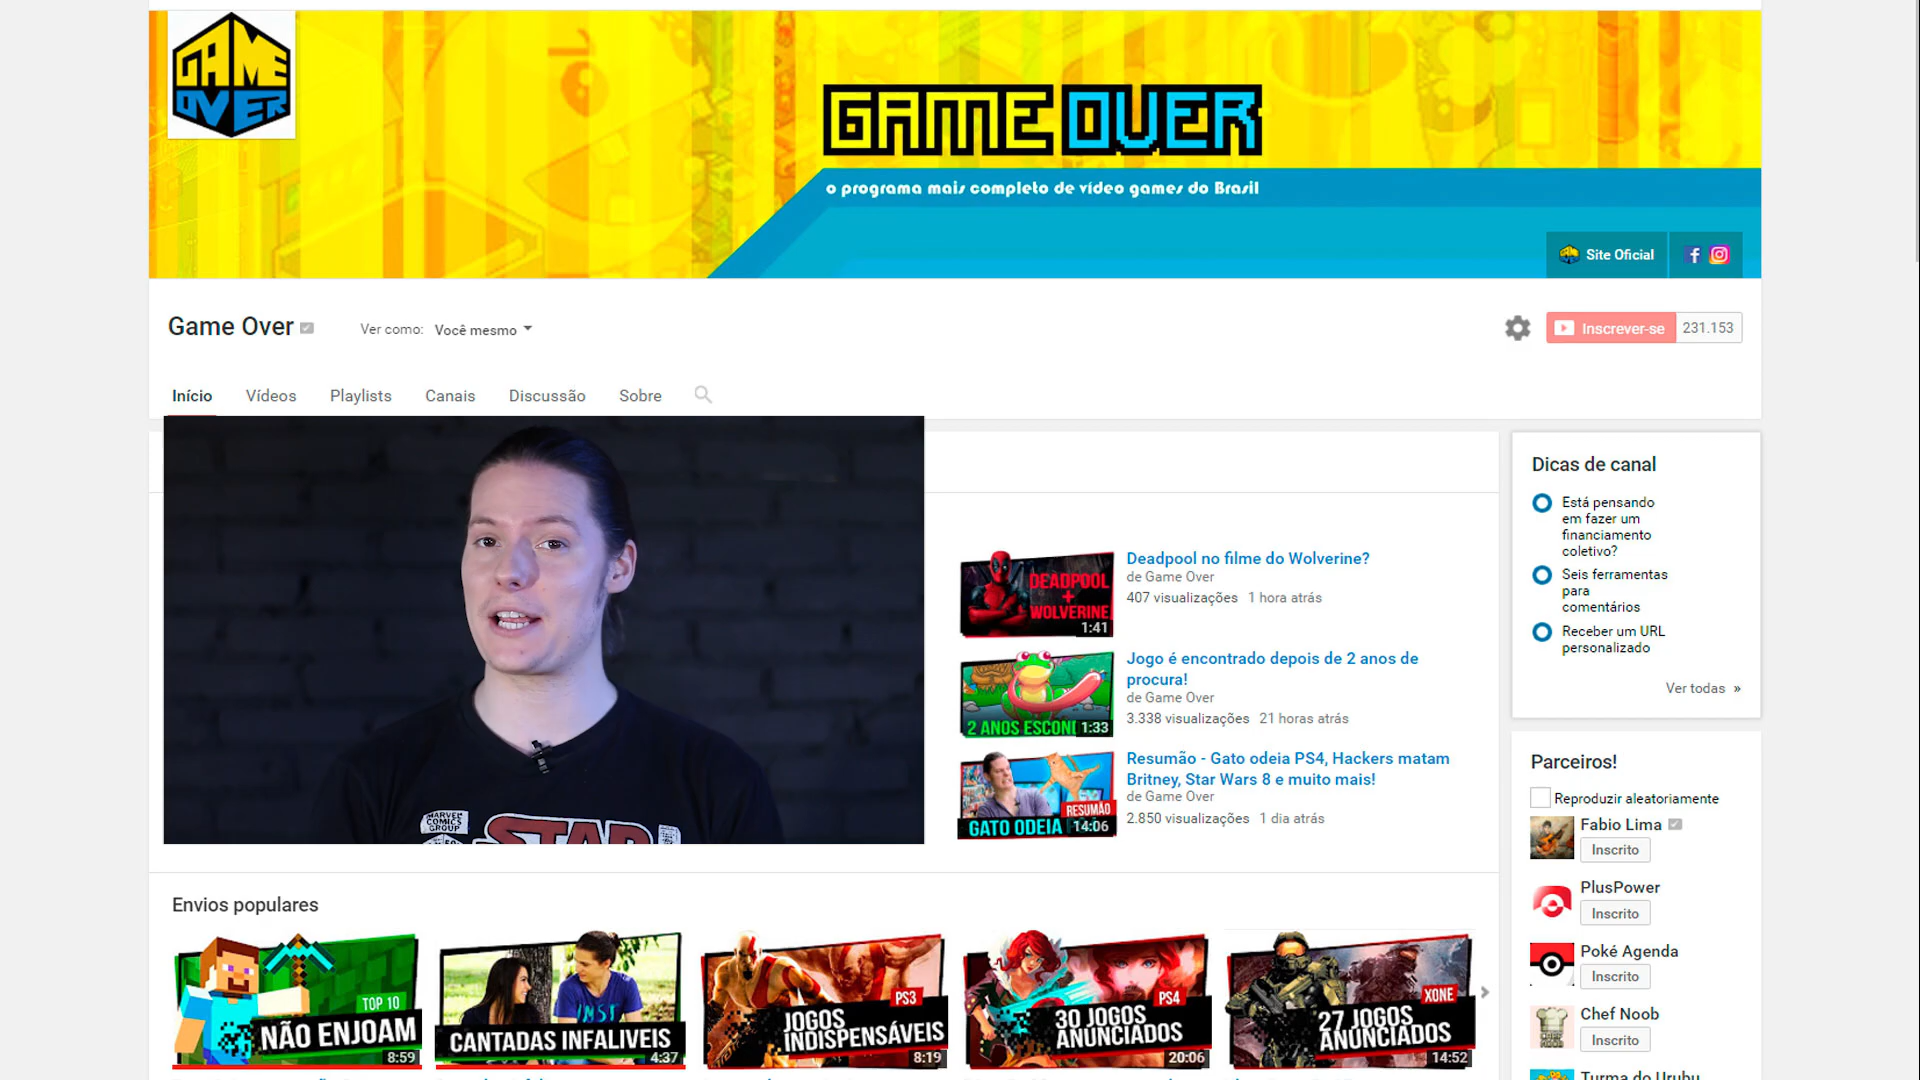 GAME
OVER
GAME OVER
o programa mais completo de vídeo games do Brasil
Site Oficial
Game Over
Ver como: Você mesmo
Inscrever-se 231.153
Início Vídeos Playlists Canais Discussão Sobre
MARVEL
COMICS
GROUP
STAR
DEADPOOL
+
WOLVERINE
1:41
Deadpool no filme do Wolverine?
de Game Over
407 visualizações 1 hora atrás
2 ANOS ESCONI
1:33
Jogo é encontrado depois de 2 anos de
procura!
de Game Over
3.338 visualizações 21 horas atrás
RESUMÃO
GATO ODEIA
14:06
Resumão - Gato odeia PS4, Hackers matam
Britney, Star Wars 8 e muito mais!
de Game Over
2.850 visualizações 1 dia atrás
Dicas de canal
Está pensando
em fazer um
financiamento
coletivo?
Seis ferramentas
para
comentários
Receber um URL
personalizado
Ver todas »
Parceiros!
Reproduzir aleatoriamente
Fabio Lima
Inscrito
PlusPower
Inscrito
Poké Agenda
Inscrito
Chef Noob
Inscrito
Turma do Urubu
Envios populares
TOP 10
NÃO ENJOAM
8:59
CANTADAS INFALIVEIS
4:37
PS3
JOGOS
INDISPENSÁVEIS
8:19
PS4
30 JOGOS
ANUNCIADOS
20:06
XONE
27 JOGOS
ANUNCIADOS
14:52